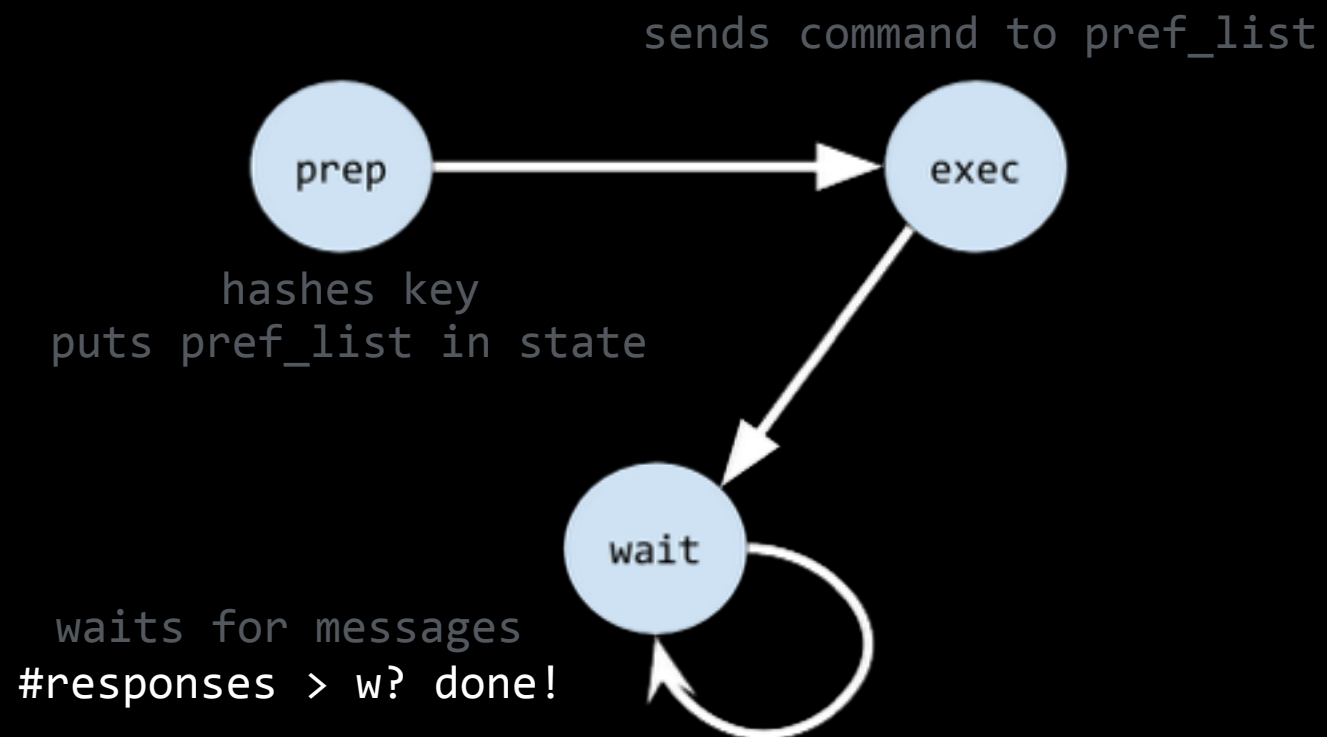 sends command to pref_list
prep
exec
hashes key
puts pref_list in state
wait
waits for messages
#responses > w? done!